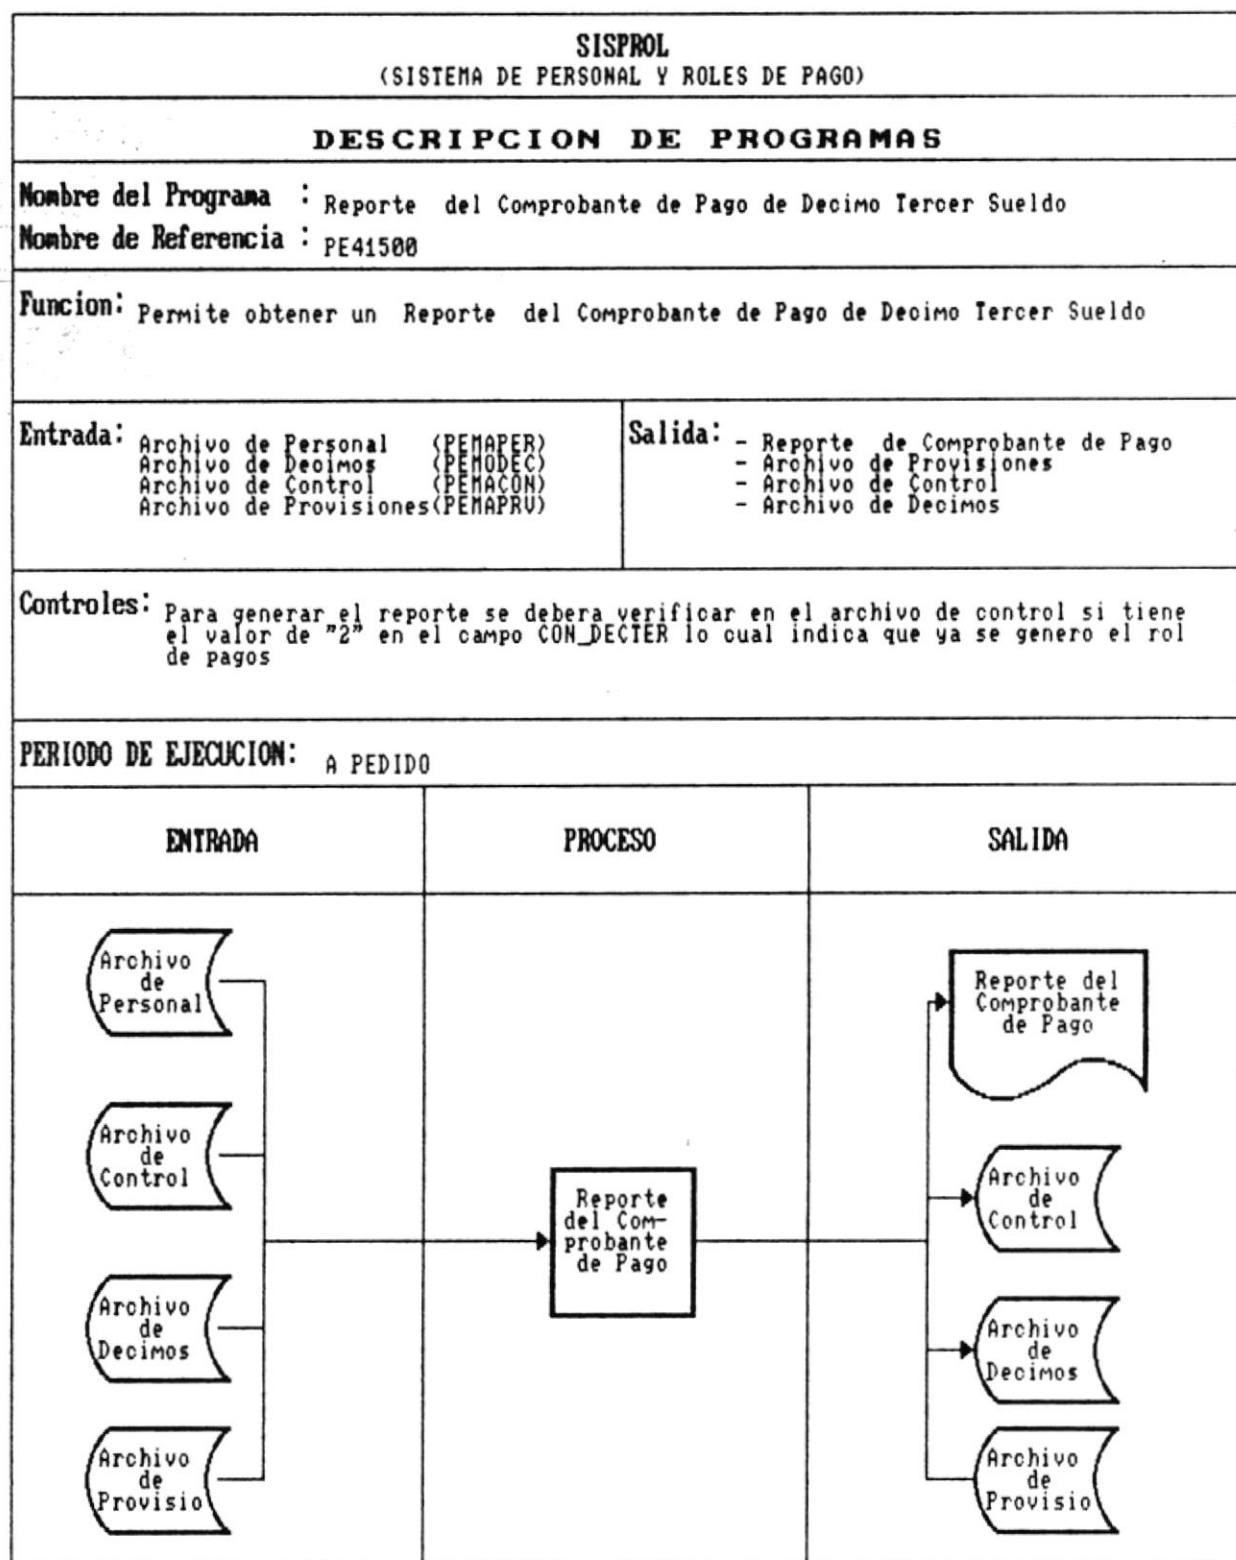 SISPROL
(SISTEMA DE PERSONAL Y ROLES DE PAGO)
DESCRIPCION DE PROGRAMAS
Nombre del Programa : Reporte del Comprobante de Pago de Decimo Tercer Sueldo
Nombre de Referencia : PE41500
Funcion: Permite obtener un Reporte del Comprobante de Pago de Decimo Tercer Sueldo
Entrada: Archivo de Personal (PEMAPER)
Archivo de Decimos (PEMODEC)
Archivo de Control (PEMACON)
Archivo de Provisiones(PEMAPRV)
Salida: - Reporte de Comprobante de Pago
- Archivo de Provisiones
- Archivo de Control
- Archivo de Decimos
Controles: Para generar el reporte se debera verificar en el archivo de control si tiene
el valor de "2" en el campo CON_DECTER lo cual indica que ya se genero el rol
de pagos
PERIODO DE EJECUCION: A PEDIDO
ENTRADA
PROCESO
SALIDA
Archivo
de
Personal
Archivo
de
Control
Archivo
de
Decimos
Archivo
de
Provisio
Reporte
del Com-
probante
de Pago
Reporte del
Comprobante
de Pago
Archivo
de
Control
Archivo
de
Decimos
Archivo
de
Provisio